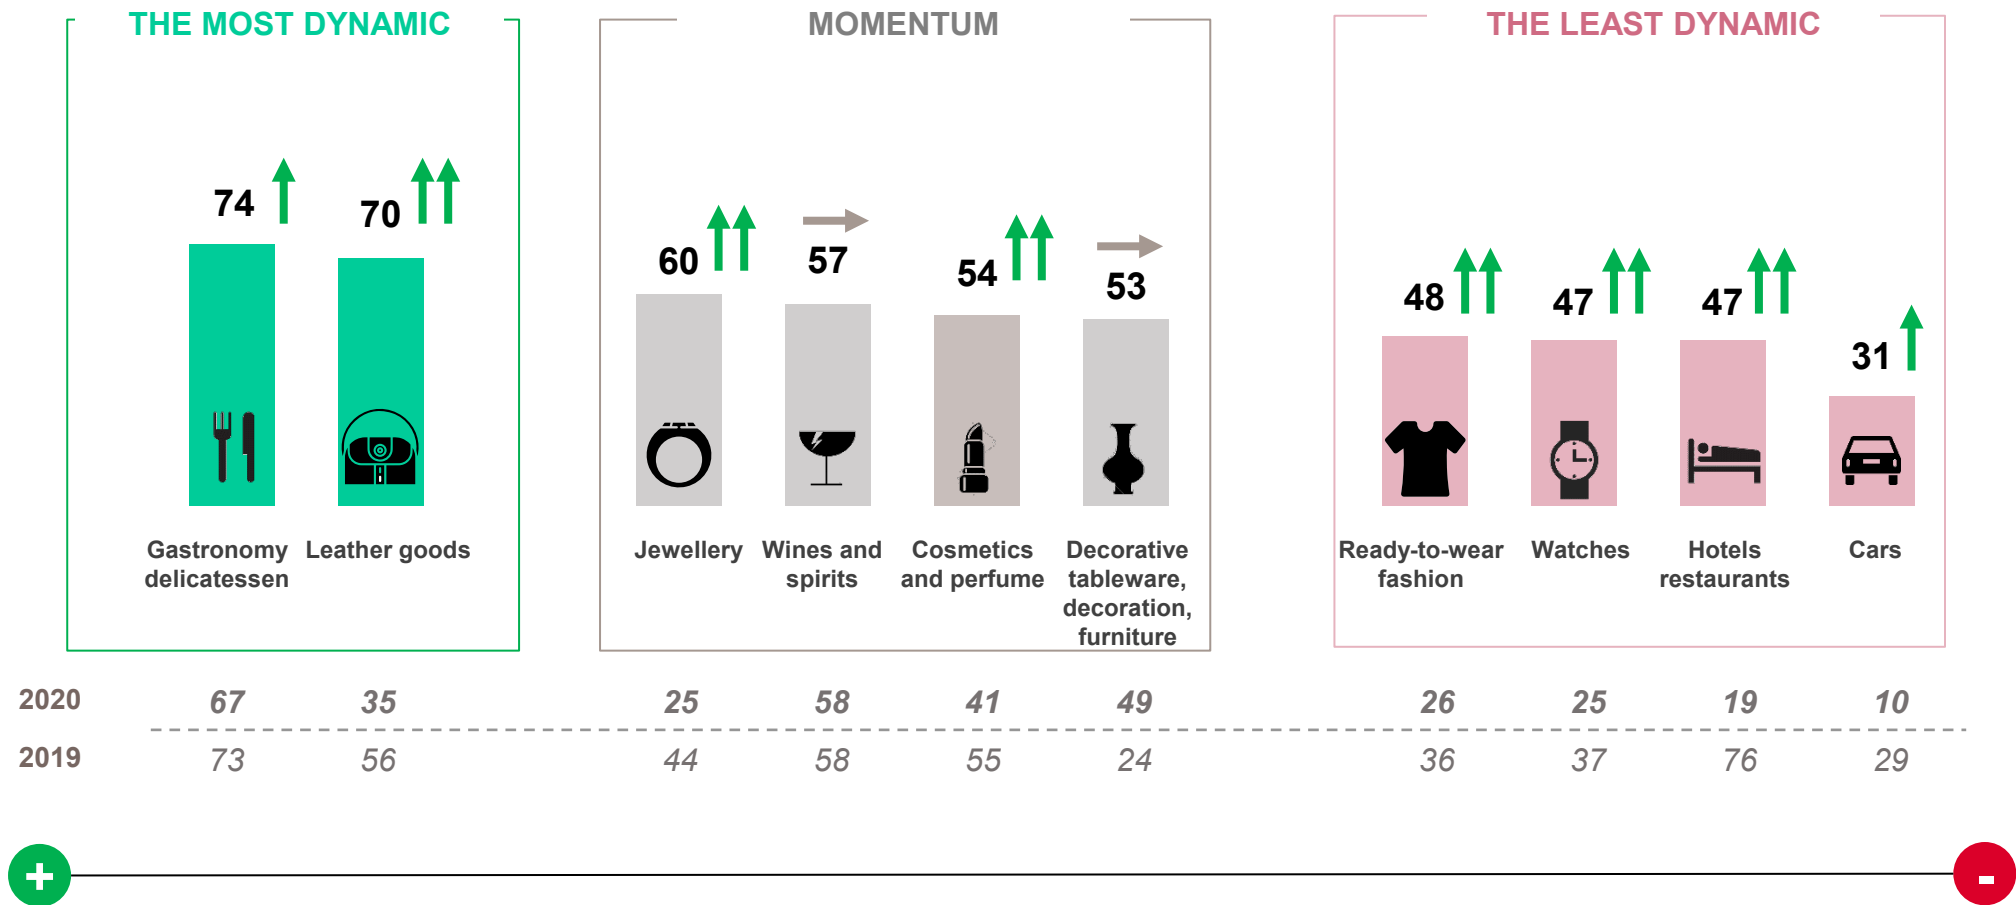 THE MOST DYNAMIC
MOMENTUM
THE LEAST DYNAMIC
74
70
60
57
54
53
48
47
47
31
Gastronomy
delicatessen
Leather goods
Jewellery
Wines and
spirits
Cosmetics
and perfume
Decorative
tableware,
decoration,
furniture
Ready-to-wear
fashion
Watches
Hotels
restaurants
Cars
2020 67 35 25 58 41 49 26 25 19 10
2019 73 56 44 58 55 24 36 37 76 29
+ -